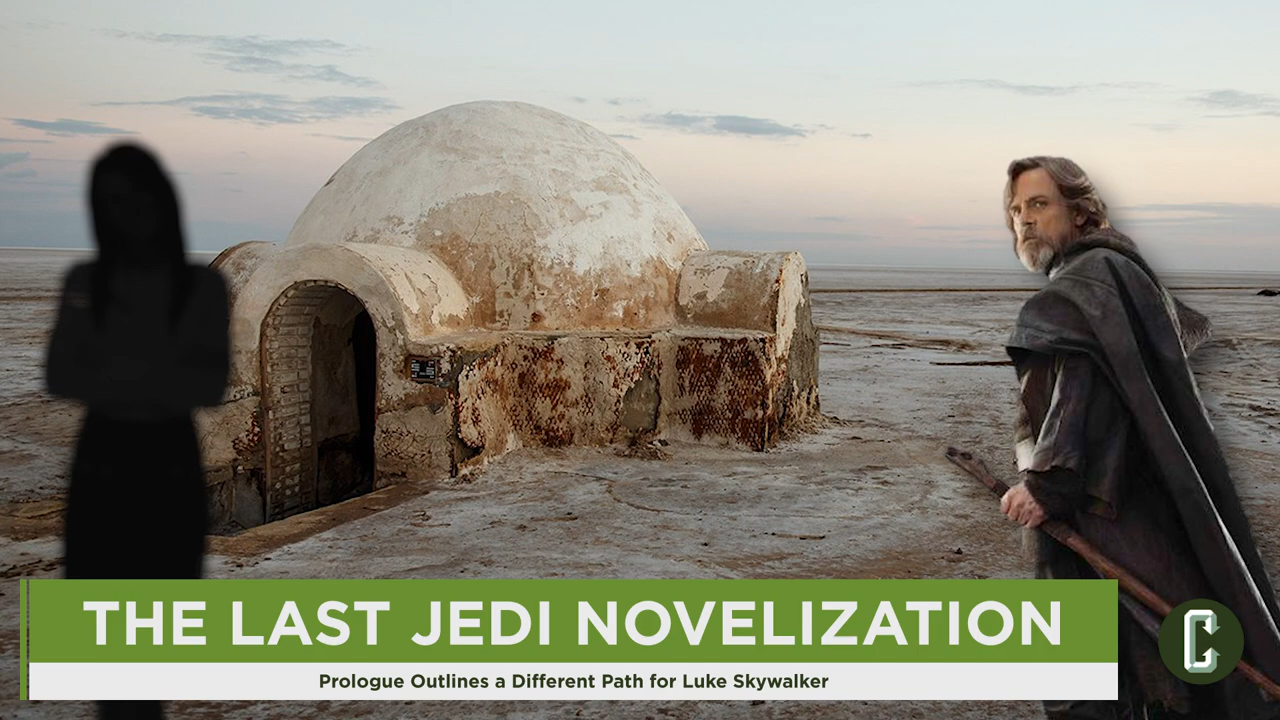 THE LAST JEDI NOVELIZATION
Prologue Outlines a Different Path for Luke Skywalker